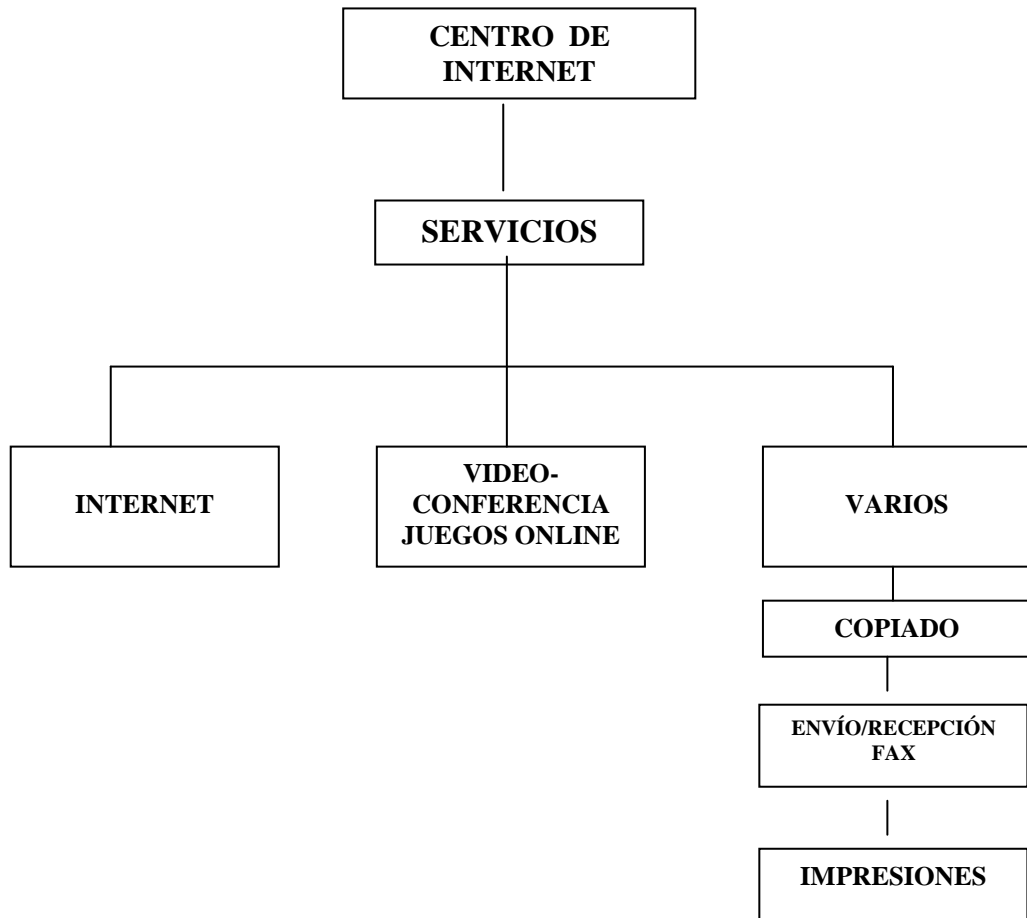 CENTRO DE
INTERNET
SERVICIOS
INTERNET
VIDEO-
CONFERENCIA
JUEGOS ONLINE
VARIOS
COPIADO
ENVÍO/RECEPCIÓN
FAX
IMPRESIONES